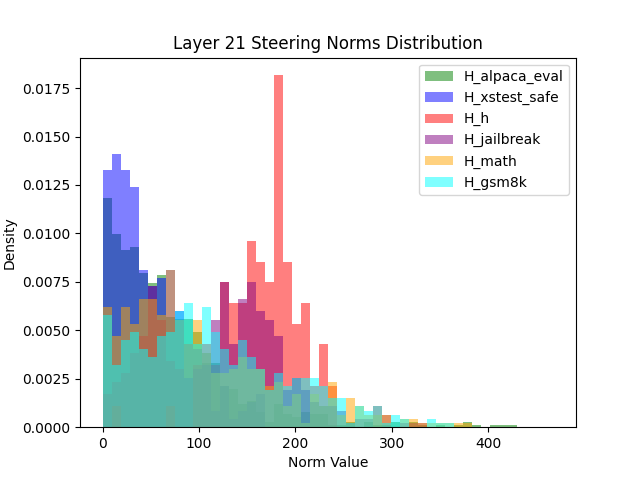 Layer 21 Steering Norms Distribution
H_alpaca_eval
H_xstest_safe
H_h
H_jailbreak
H_math
H_gsm8k
0.0175
0.0150
0.0125
0.0100
0.0075
0.0050
0.0025
0.0000
Density
0
100
200
300
400
Norm Value